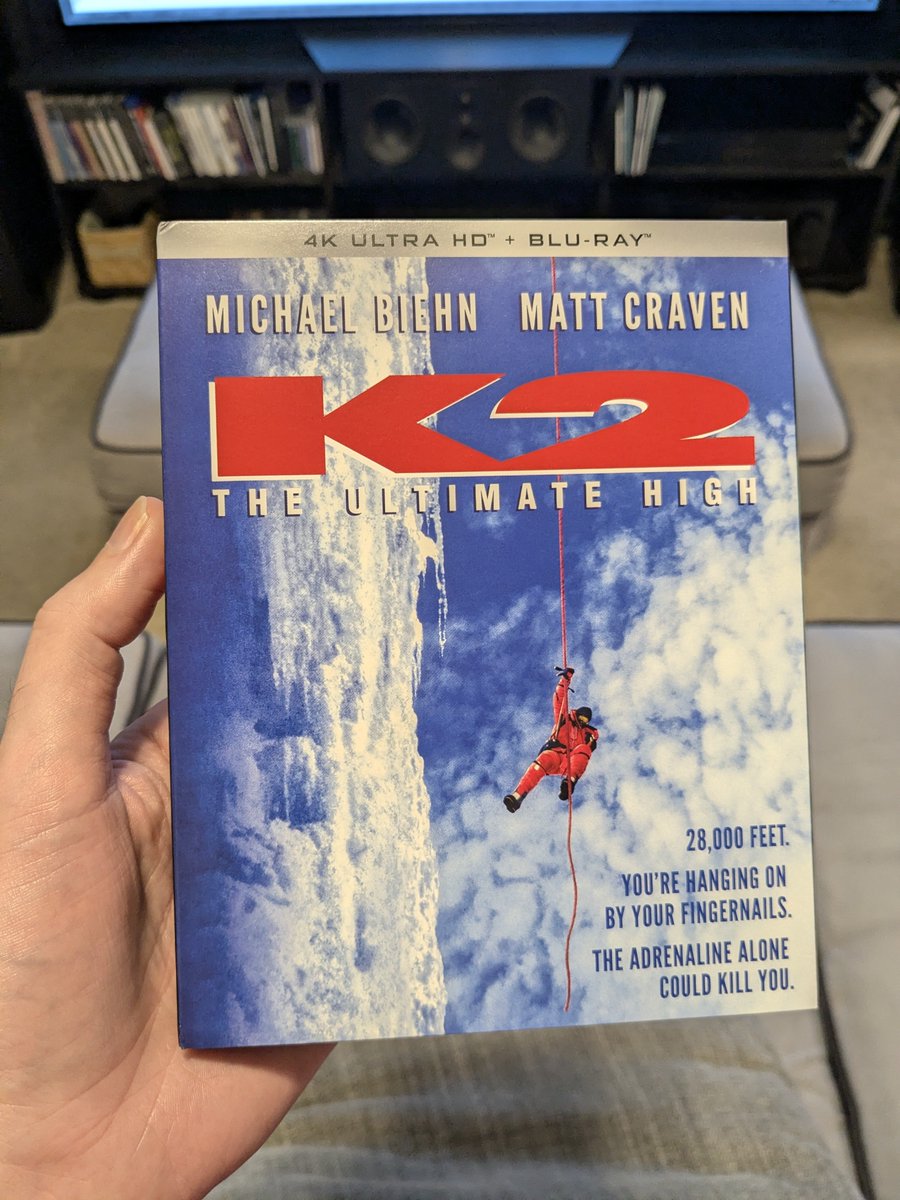 4K ULTRA HD™ + BLU-RAY™
MICHAEL BIEHN MATT CRAVEN
K2
THE ULTIMATE HIGH
28,000 FEET.
YOU'RE HANGING ON
BY YOUR FINGERNAILS.
THE ADRENALINE ALONE
COULD KILL YOU.